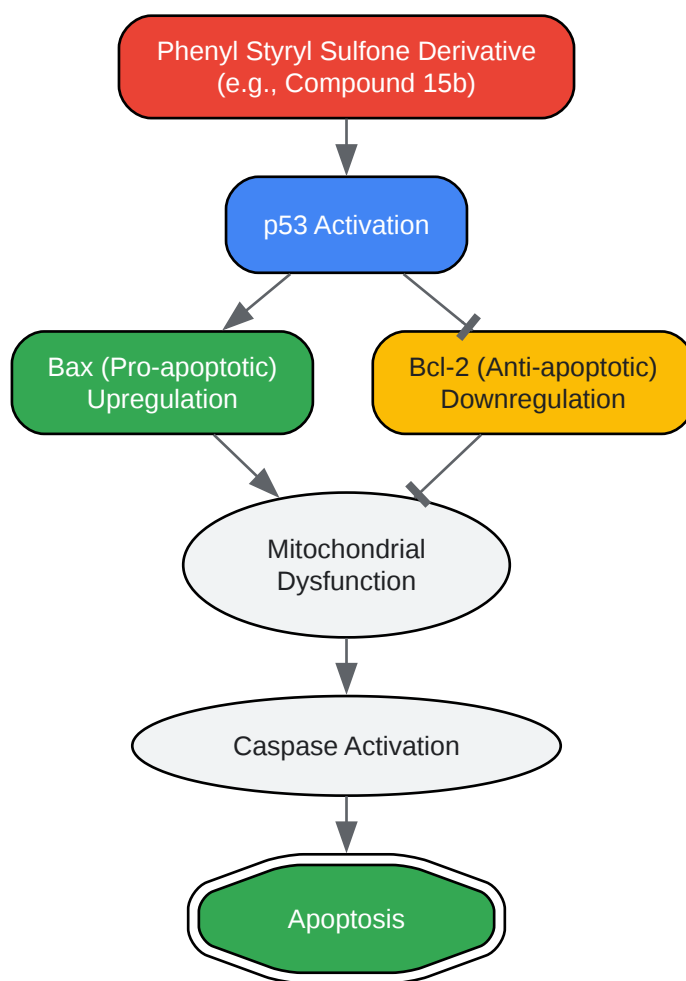 Phenyl Styryl Sulfone Derivative
(e.g., Compound 15b)
p53 Activation
Bax (Pro-apoptotic)
Upregulation
Bcl-2 (Anti-apoptotic)
Downregulation
Mitochondrial
Dysfunction
Caspase Activation
Apoptosis